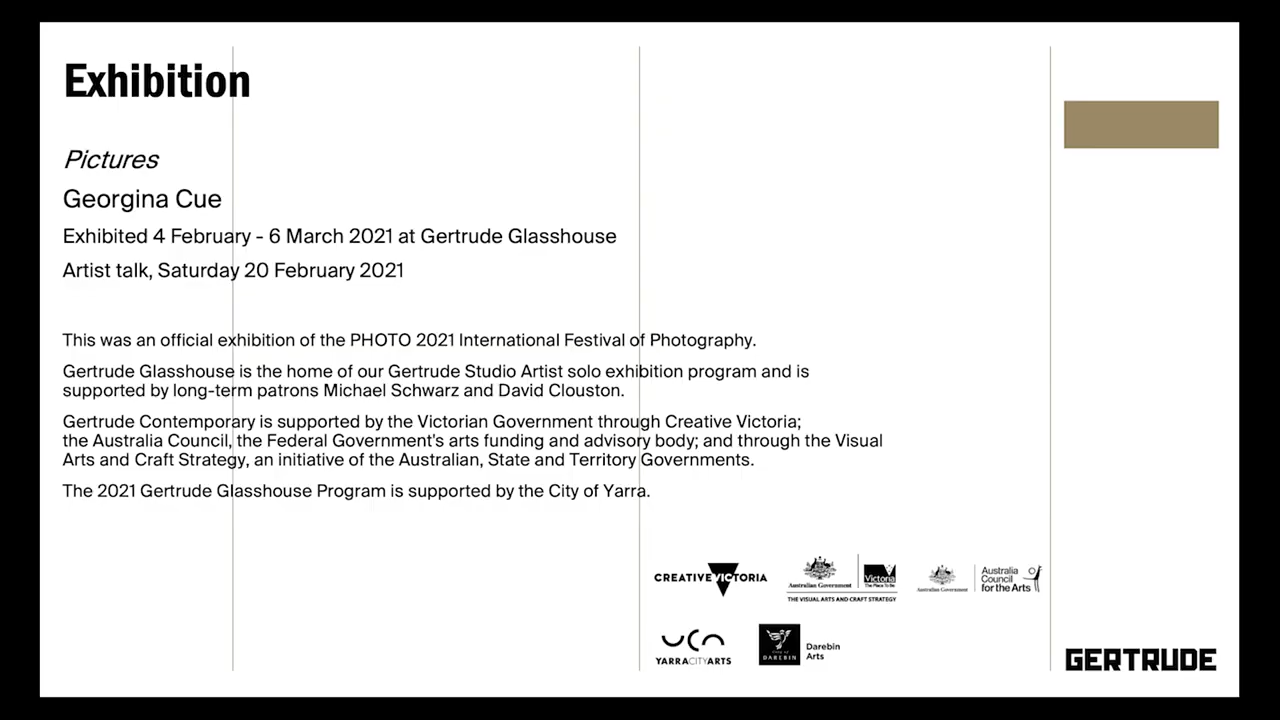 Exhibition
Pictures
Georgina Cue
Exhibited 4 February - 6 March 2021 at Gertrude Glasshouse
Artist talk, Saturday 20 February 2021
This was an official exhibition of the PHOTO 2021 International Festival of Photography.
Gertrude Glasshouse is the home of our Gertrude Studio Artist solo exhibition program and is
supported by long-term patrons Michael Schwarz and David Clouston.
Gertrude Contemporary is supported by the Victorian Government through Creative Victoria;
the Australia Council, the Federal Government's arts funding and advisory body; and through the Visual
Arts and Craft Strategy, an initiative of the Australian, State and Territory Governments.
The 2021 Gertrude Glasshouse Program is supported by the City of Yarra.
CREATIVE VICTORIA
Australian Government
Victoria
The Place To Be
THE VISUAL ARTS AND CRAFT STRATEGY
Australian Government
Australia
Council
for the Arts
YARRACITYARTS
CITY OF
DAREBIN
Darebin
Arts
GERTRUDE